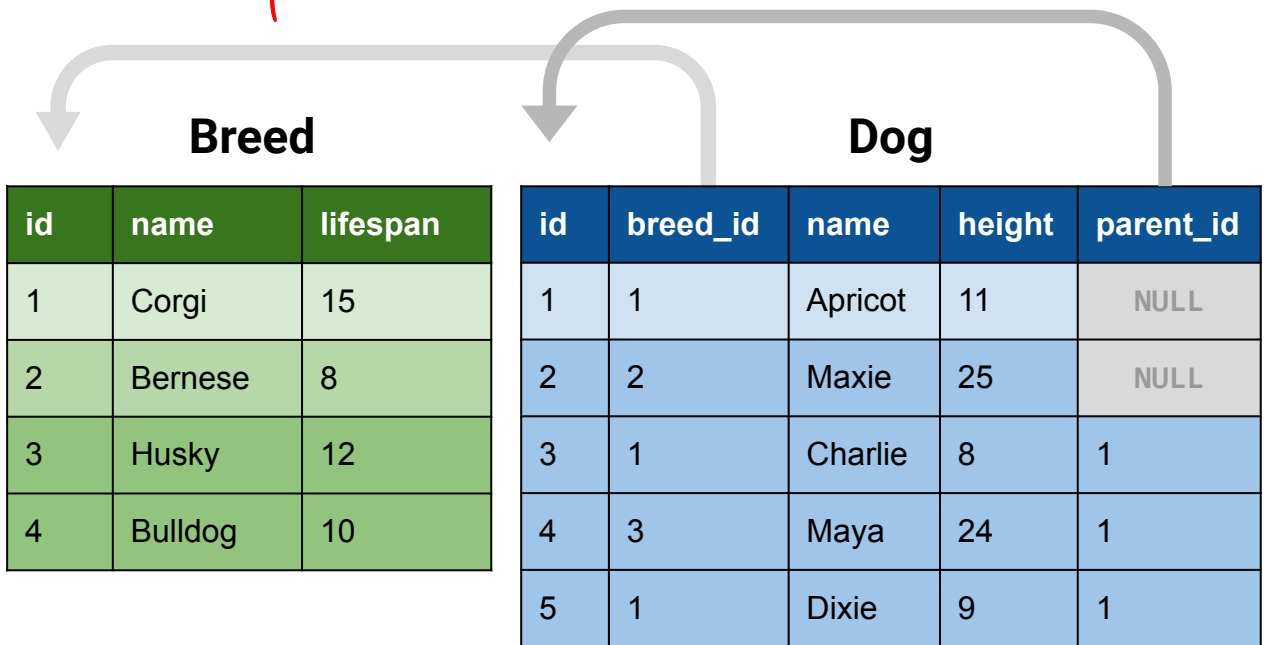 Breed
id name lifespan
1 Corgi 15
2 Bernese 8
3 Husky 12
4 Bulldog 10
Dog
id breed_id name height parent_id
1 1 Apricot 11 NULL
2 2 Maxie 25 NULL
3 1 Charlie 8 1
4 3 Maya 24 1
5 1 Dixie 9 1